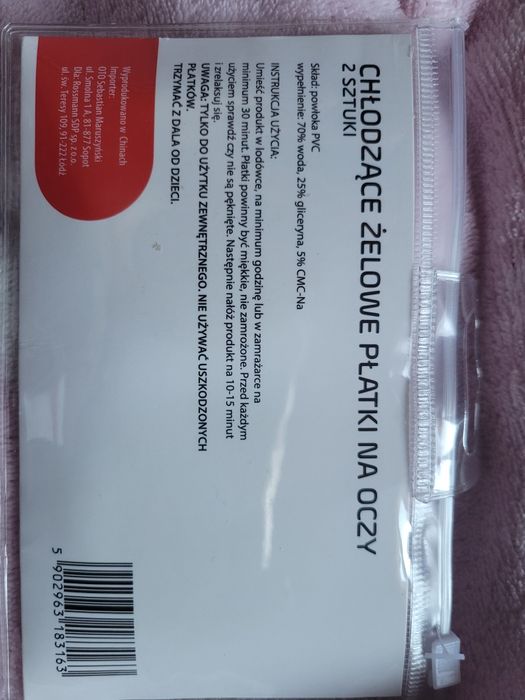 CHŁODZĄCE ŻELOWE PŁATKI NA OCZY
2 SZTUKI
Skład: powłoka PVC
wypełnienie: 70% woda, 25% gliceryna, 5% CMC-Na
INSTRUKCJA UŻYCIA:
Umieść produkt w lodówce, na minimum godzinę lub w zamrażarce na
minimum 30 minut. Płatki powinny być miękkie, nie zamrożone. Przed każdym
użyciem sprawdź czy nie są pęknięte. Następnie nałóż produkt na 10-15 minut
i zrelaksuj się.
UWAGA: TYLKO DO UŻYTKU ZEWNĘTRZNEGO. NIE UŻYWAĆ USZKODZONYCH
PŁATKÓW.
TRZYMAĆ Z DALA OD DZIECI.
Wyprodukowano w Chinach
Importer:
OTO Sebastian Maruszyński
ul. Smolna 1A, 81-877 Sopot
Dla: Rossmann SDP sp. z o.o.
ul. św. Teresy 109, 91-222 Łódź
5 902963 183163